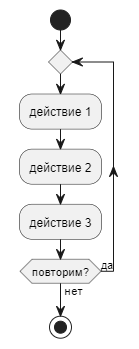 действие 1
действие 2
действие 3
повторим?
да
нет